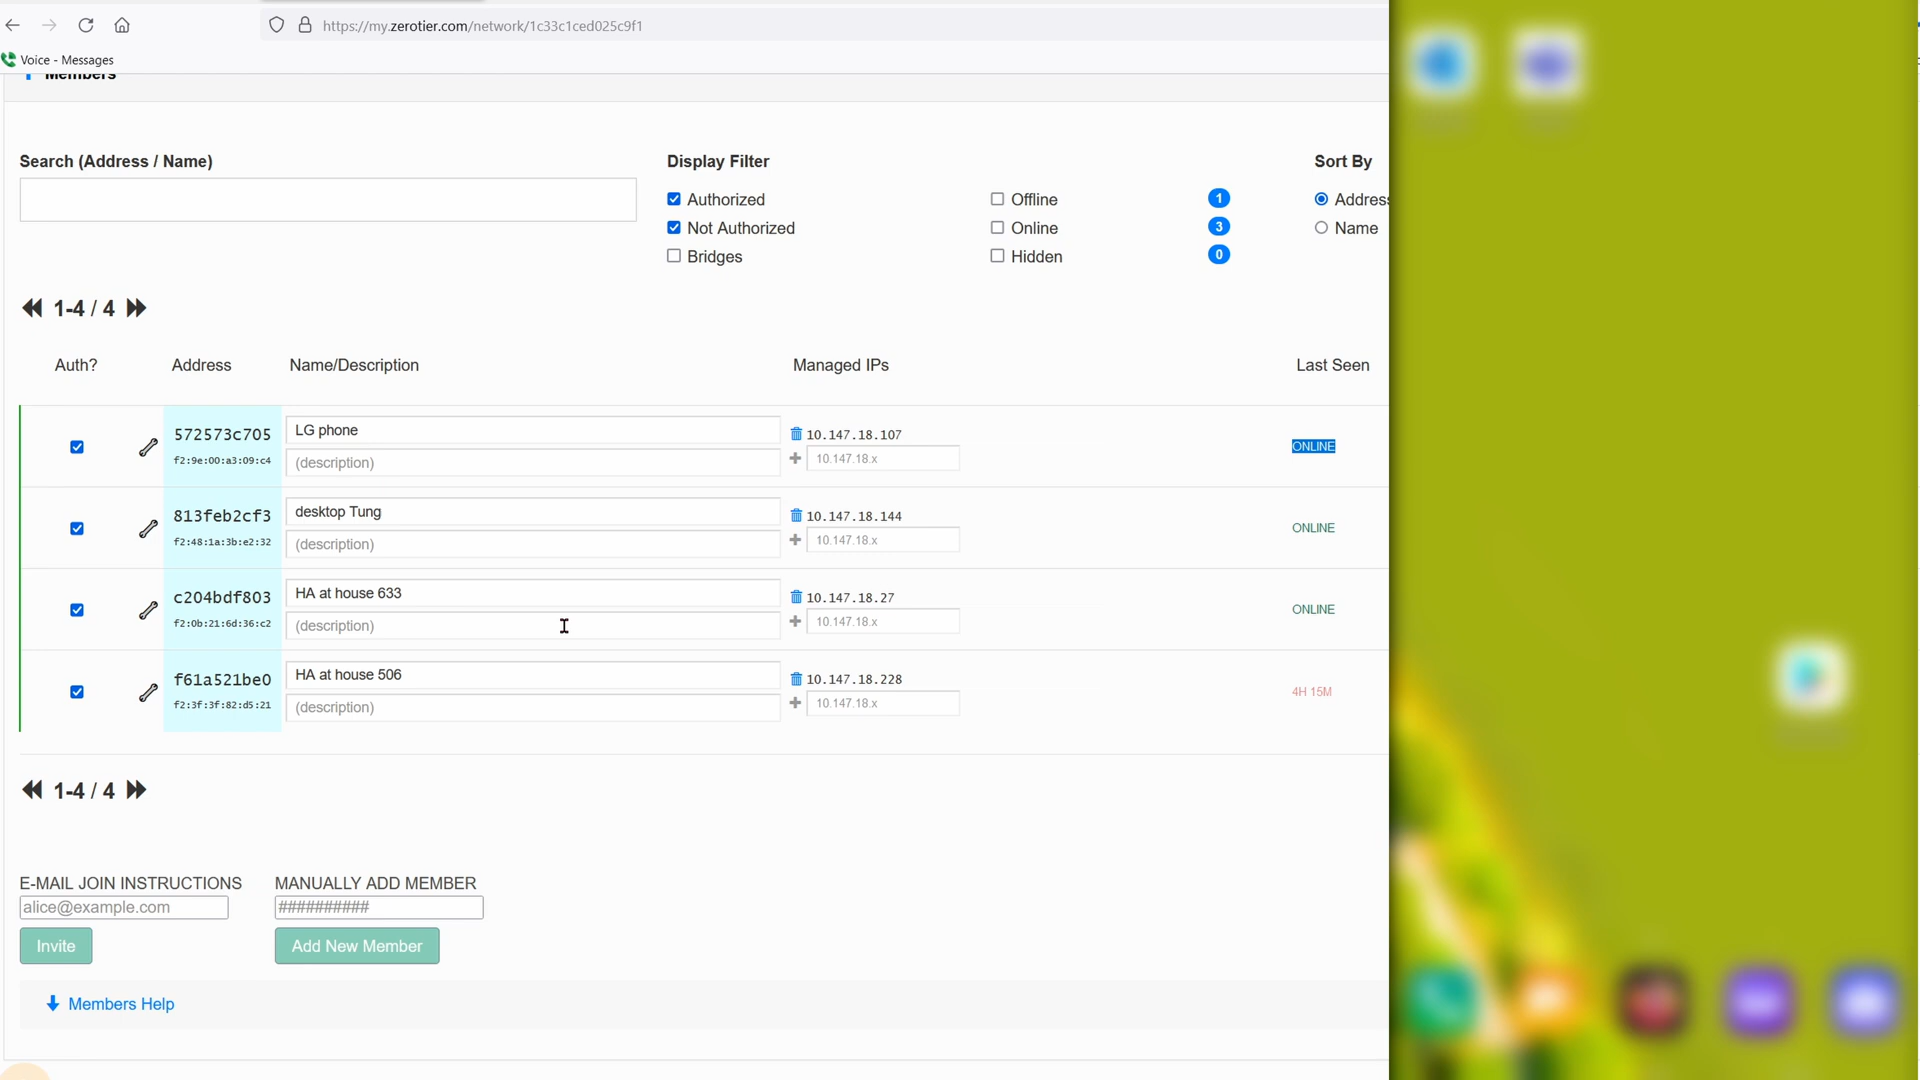 https://my.zerotier.com/network/1c33c1ced025c9f1
Voice - Messages
Members
Search (Address / Name)
Display Filter
Sort By
Authorized
Offline
1
Address
Not Authorized
Online
3
Name
Bridges
Hidden
0
1-4 / 4
Auth?
Address
Name/Description
Managed IPs
Last Seen
572573c705
f2:9e:00:a3:09:c4
LG phone
(description)
10.147.18.107
10.147.18.x
ONLINE
813feb2cf3
f2:48:1a:3b:e2:32
desktop Tung
(description)
10.147.18.144
10.147.18.x
ONLINE
c204bdf803
f2:0b:21:6d:36:c2
HA at house 633
(description)
10.147.18.27
10.147.18.x
ONLINE
f61a521be0
f2:3f:3f:82:d5:21
HA at house 506
(description)
10.147.18.228
10.147.18.x
4H 15M
1-4 / 4
E-MAIL JOIN INSTRUCTIONS
alice@example.com
Invite
MANUALLY ADD MEMBER
##########
Add New Member
Members Help